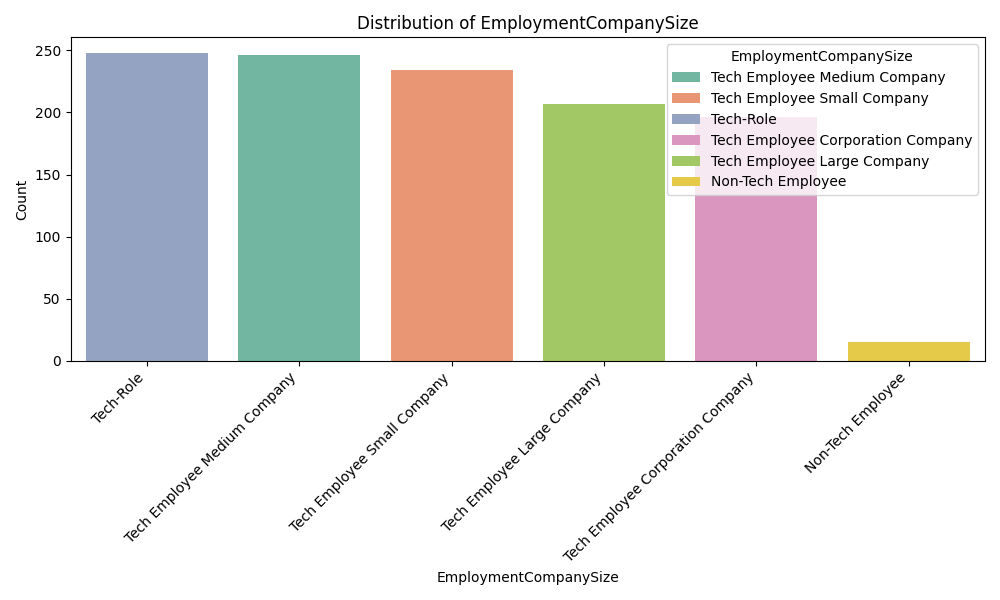 Distribution of EmploymentCompanySize
EmploymentCompanySize
Tech Employee Medium Company
Tech Employee Small Company
Tech-Role
Tech Employee Corporation Company
Tech Employee Large Company
Non-Tech Employee
Count
250
200
150
100
50
0
Tech-Role
Tech Employee Medium Company
Tech Employee Small Company
Tech Employee Large Company
Tech Employee Corporation Company
Non-Tech Employee
EmploymentCompanySize